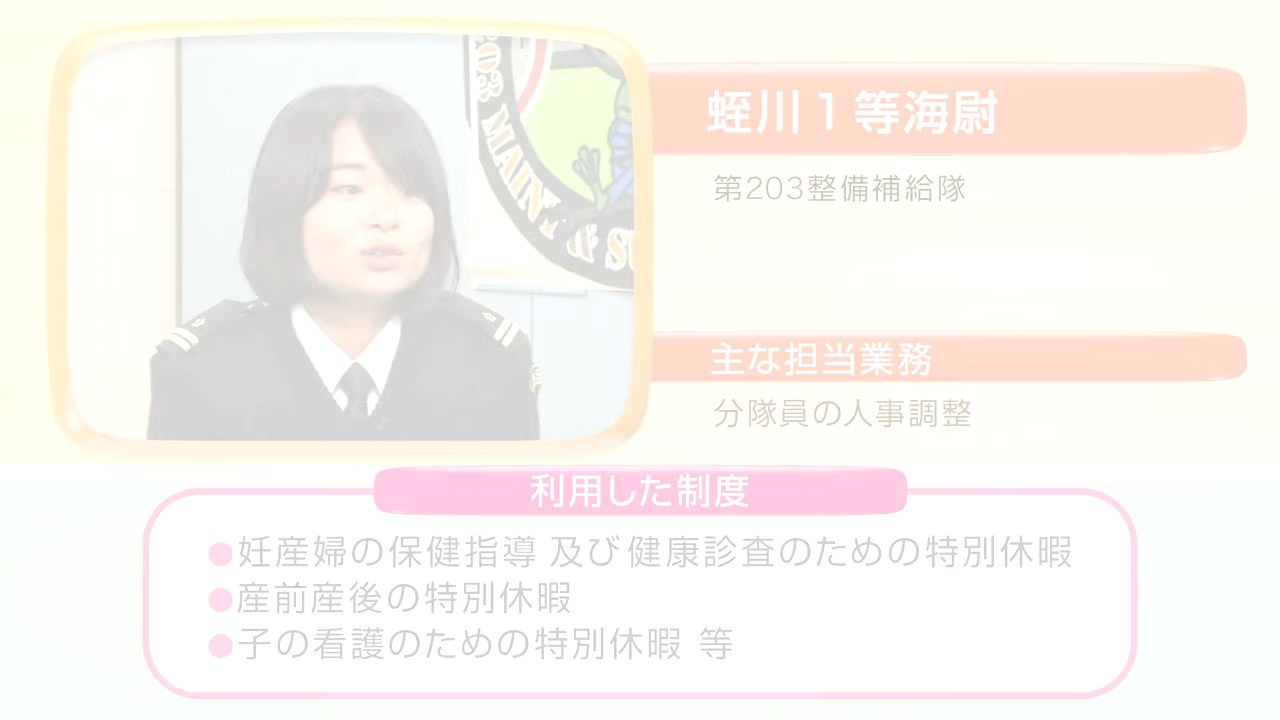 203 MAINT & SU
蛭川１等海尉
第203整備補給隊
主な担当業務
分隊員の人事調整
利用した制度
●妊産婦の保健指導 及び健康診査のための特別休暇
●産前産後の特別休暇
●子の看護のための特別休暇 等